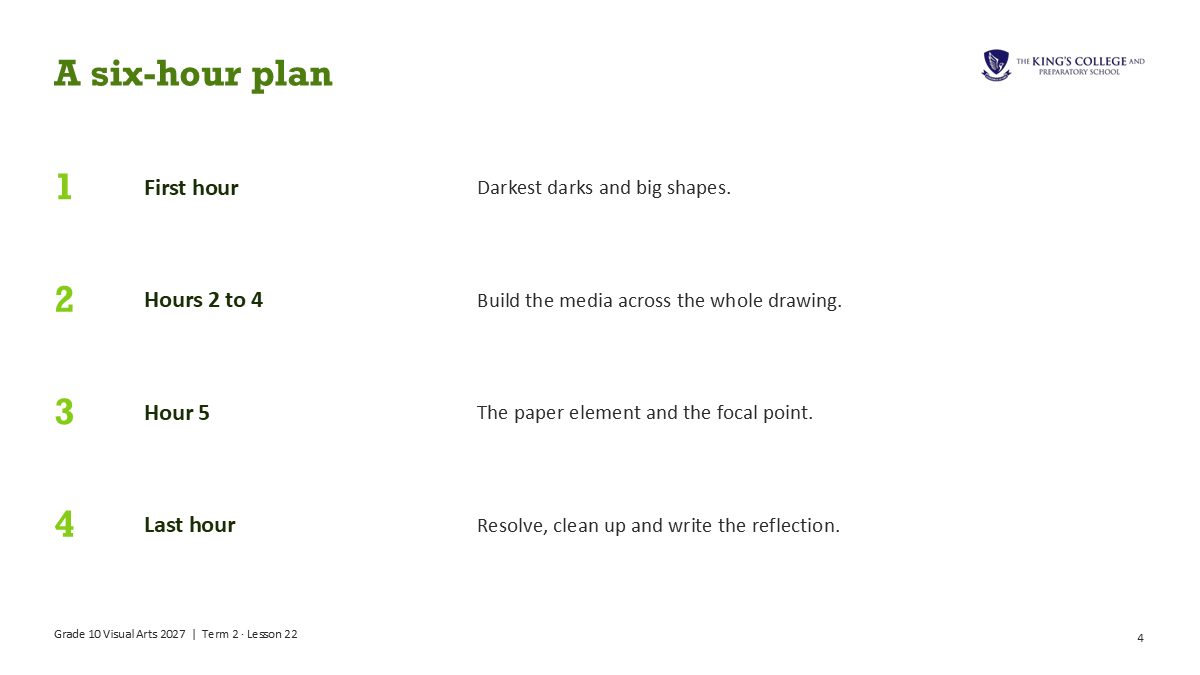 A six-hour plan
THE KING'S COLLEGE AND
PREPARATORY SCHOOL
1 First hour Darkest darks and big shapes.
2 Hours 2 to 4 Build the media across the whole drawing.
3 Hour 5 The paper element and the focal point.
4 Last hour Resolve, clean up and write the reflection.
Grade 10 Visual Arts 2027 | Term 2 · Lesson 22
4